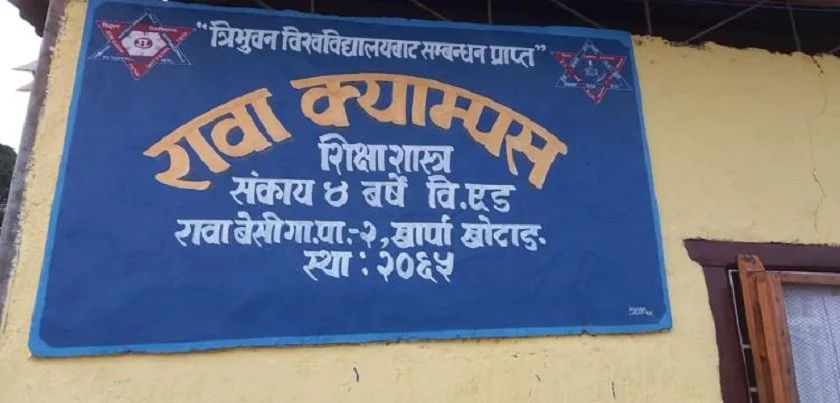 "त्रिभुवन विश्वविद्यालयबाट सम्बन्धन प्राप्त"
रावा क्याम्पस
शिक्षा शास्त्र
संकाय ४ बर्षे वि.एड
रावा बेसी गा.पा.-२, खार्पा खोटाङ.
स्था : २०६५